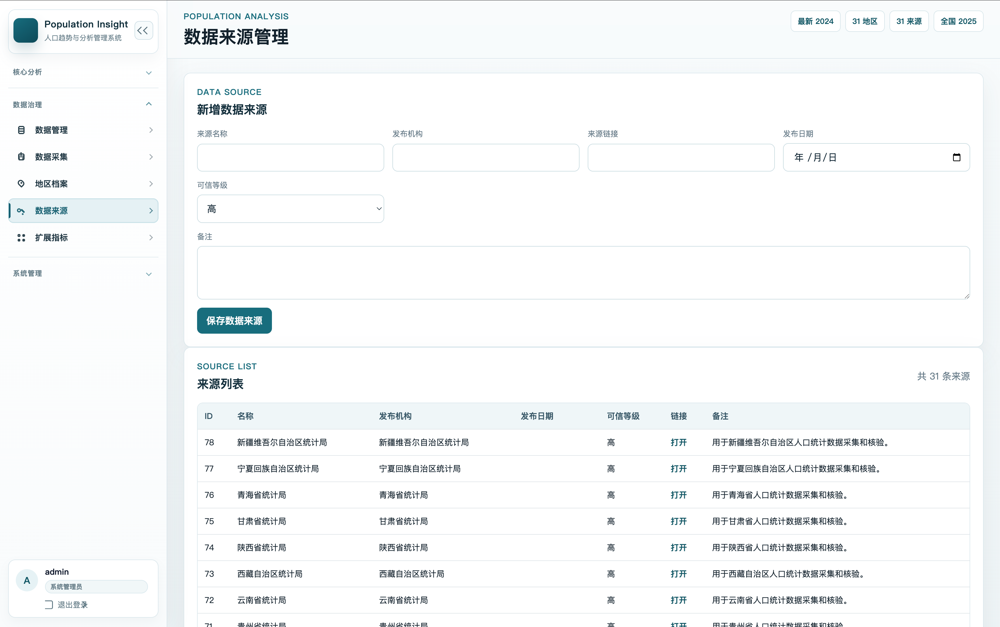 Population Insight
人口趋势与分析管理系统
核心分析
数据治理
数据管理
数据采集
地区档案
数据来源
扩展指标
系统管理
A
admin
系统管理员
退出登录
POPULATION ANALYSIS
数据来源管理
最新 2024
31 地区
31 来源
全国 2025
DATA SOURCE
新增数据来源
来源名称
发布机构
来源链接
发布日期
年 /月/日
可信等级
高
备注
保存数据来源
SOURCE LIST
来源列表
共 31 条来源
ID 名称 发布机构 发布日期 可信等级 链接 备注
78 新疆维吾尔自治区统计局 新疆维吾尔自治区统计局 高 打开 用于新疆维吾尔自治区人口统计数据采集和核验。
77 宁夏回族自治区统计局 宁夏回族自治区统计局 高 打开 用于宁夏回族自治区人口统计数据采集和核验。
76 青海省统计局 青海省统计局 高 打开 用于青海省人口统计数据采集和核验。
75 甘肃省统计局 甘肃省统计局 高 打开 用于甘肃省人口统计数据采集和核验。
74 陕西省统计局 陕西省统计局 高 打开 用于陕西省人口统计数据采集和核验。
73 西藏自治区统计局 西藏自治区统计局 高 打开 用于西藏自治区人口统计数据采集和核验。
72 云南省统计局 云南省统计局 高 打开 用于云南省人口统计数据采集和核验。
71 贵州省统计局 贵州省统计局 高 打开 用于贵州省人口统计数据采集和核验。